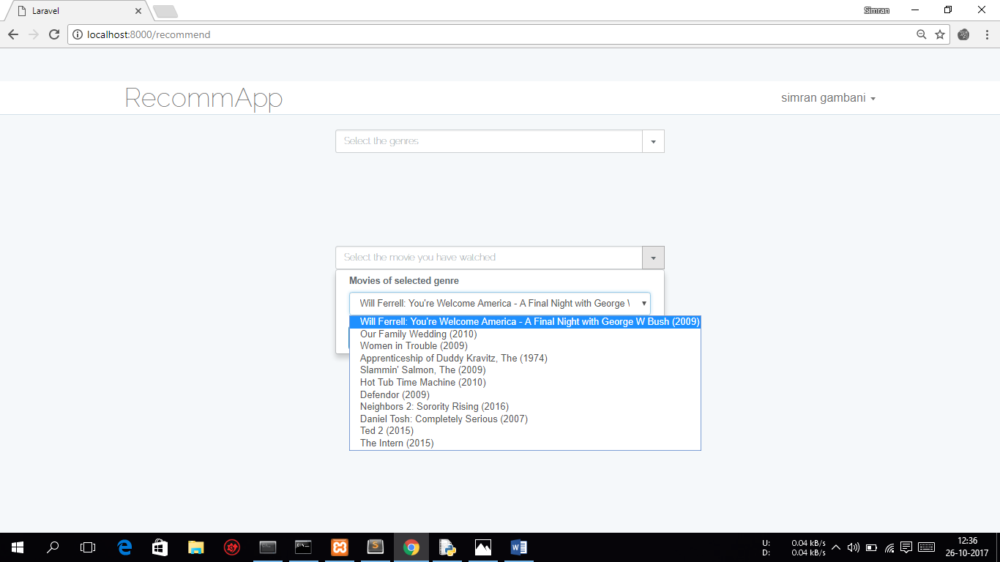 Laravel
Simran
localhost:8000/recommend
RecommApp
simran gambani
Select the genres
Select the movie you have watched
Movies of selected genre
Will Ferrell: You're Welcome America - A Final Night with George
Will Ferrell: You're Welcome America - A Final Night with George W Bush (2009)
Our Family Wedding (2010)
Women in Trouble (2009)
Apprenticeship of Duddy Kravitz, The (1974)
Slammin' Salmon, The (2009)
Hot Tub Time Machine (2010)
Defendor (2009)
Neighbors 2: Sorority Rising (2016)
Daniel Tosh: Completely Serious (2007)
Ted 2 (2015)
The Intern (2015)
U: 0.04 kB/s
D: 0.04 kB/s
12:36
26-10-2017